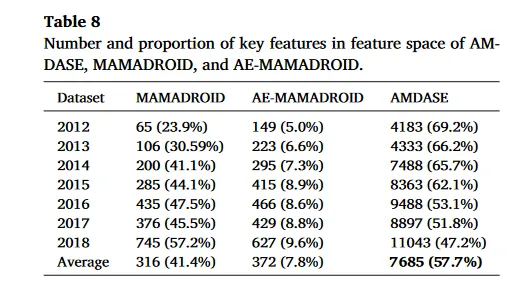 Table 8
Number and proportion of key features in feature space of AM-
DASE, MAMADROID, and AE-MAMADROID.
Dataset MAMADROID AE-MAMADROID AMDASE
2012 65 (23.9%) 149 (5.0%) 4183 (69.2%)
2013 106 (30.59%) 223 (6.6%) 4333 (66.2%)
2014 200 (41.1%) 295 (7.3%) 7488 (65.7%)
2015 285 (44.1%) 415 (8.9%) 8363 (62.1%)
2016 435 (47.5%) 466 (8.6%) 9488 (53.1%)
2017 376 (45.5%) 429 (8.8%) 8897 (51.8%)
2018 745 (57.2%) 627 (9.6%) 11043 (47.2%)
Average 316 (41.4%) 372 (7.8%) 7685 (57.7%)